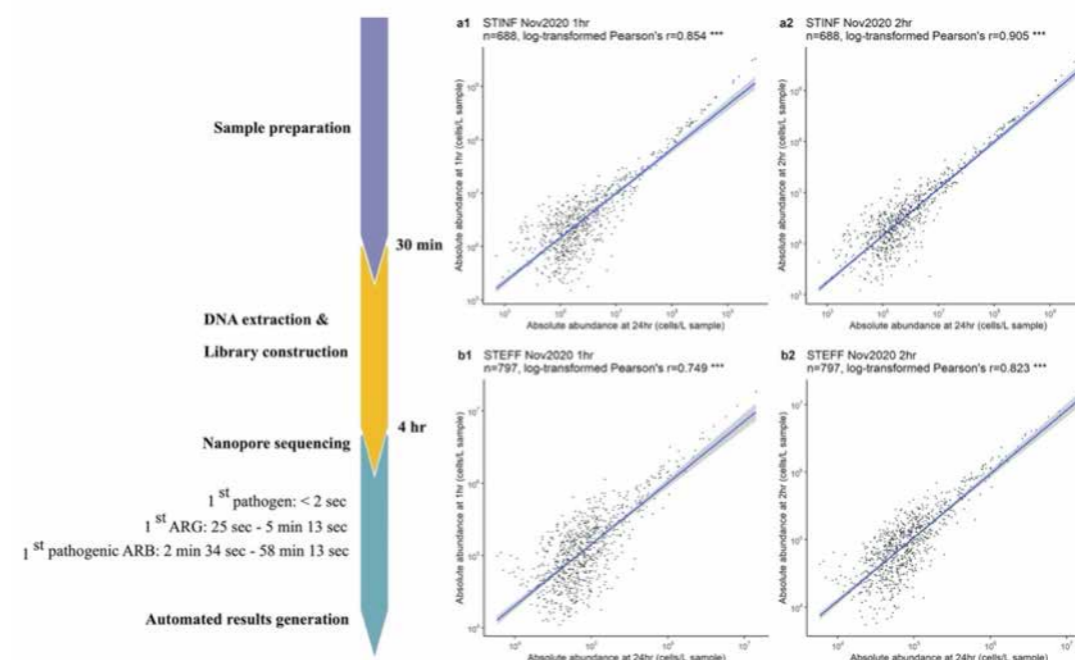 Sample preparation
30 min
DNA extraction &
Library construction
4 hr
Nanopore sequencing
1 st pathogen: < 2 sec
1 st ARG: 25 sec - 5 min 13 sec
1 st pathogenic ARB: 2 min 34 sec - 58 min 13 sec
Automated results generation
a1 STINF Nov2020 1hr
n=688, log-transformed Pearson's r=0.854 ***
Absolute abundance at 1hr (cells/L sample)
Absolute abundance at 24hr (cells/L sample)
a2 STINF Nov2020 2hr
n=688, log-transformed Pearson's r=0.905 ***
Absolute abundance at 2hr (cells/L sample)
Absolute abundance at 24hr (cells/L sample)
b1 STEFF Nov2020 1hr
n=797, log-transformed Pearson's r=0.749 ***
Absolute abundance at 1hr (cells/L sample)
Absolute abundance at 24hr (cells/L sample)
b2 STEFF Nov2020 2hr
n=797, log-transformed Pearson's r=0.823 ***
Absolute abundance at 2hr (cells/L sample)
Absolute abundance at 24hr (cells/L sample)